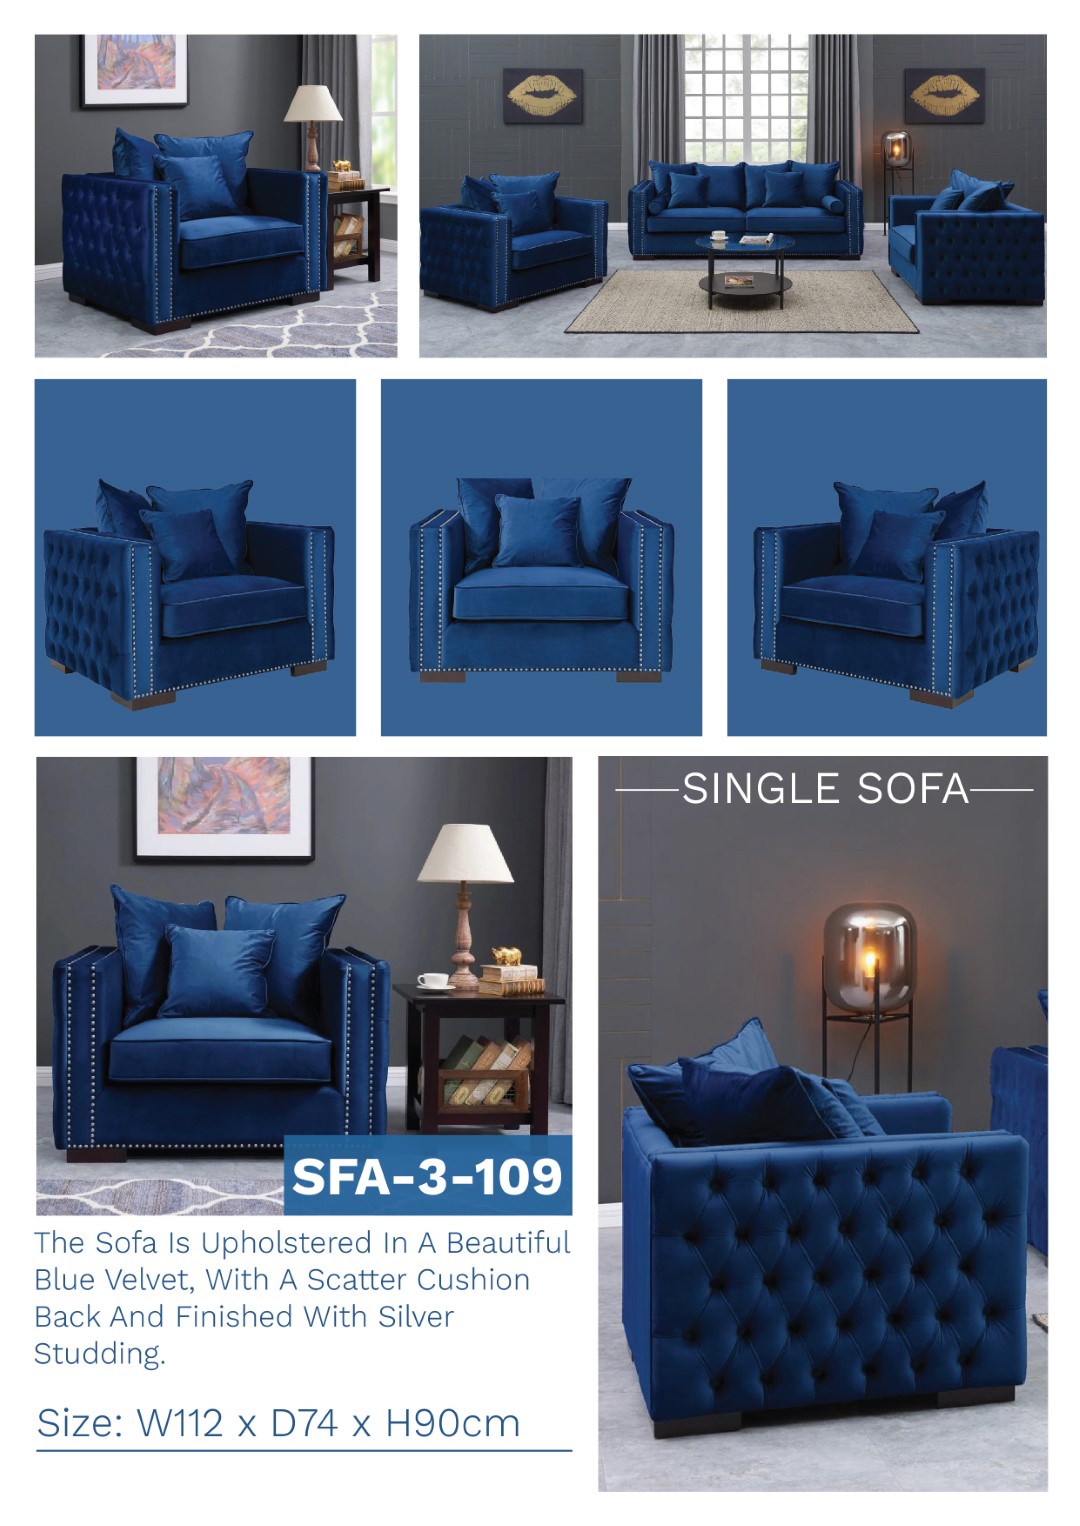 SINGLE SOFA
SFA-3-109
The Sofa Is Upholstered In A Beautiful
Blue Velvet, With A Scatter Cushion
Back And Finished With Silver
Studding.
Size: W112 x D74 x H90cm